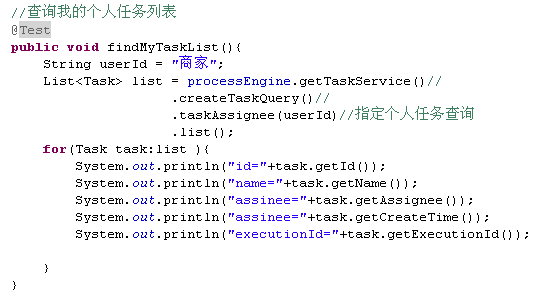 //查询我的个人任务列表
@Test
public void findMyTaskList(){
    String userId = "商家";
    List<Task> list = processEngine.getTaskService()//
                    .createTaskQuery()//
                    .taskAssignee(userId)//指定个人任务查询
                    .list();
    for(Task task:list ){
        System.out.println("id="+task.getId());
        System.out.println("name="+task.getName());
        System.out.println("assinee="+task.getAssignee());
        System.out.println("assinee="+task.getCreateTime());
        System.out.println("executionId="+task.getExecutionId());
    }
}